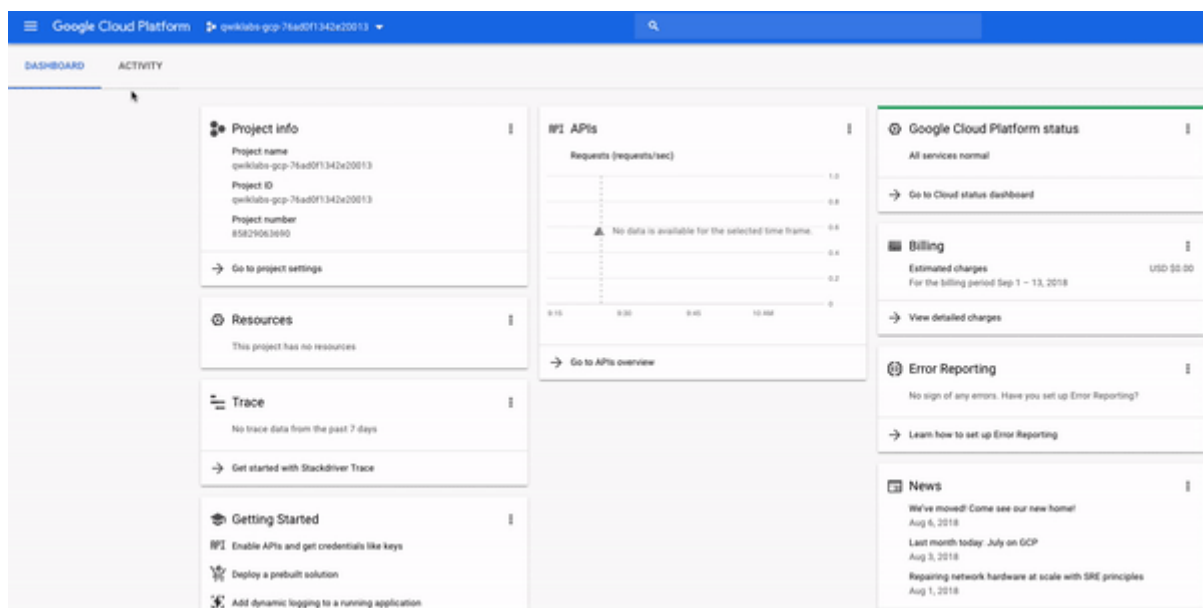 Google Cloud Platform
qwiklabs-gcp-76ad0f1342e20013
DASHBOARD
ACTIVITY
Project info
Project name
qwiklabs-gcp-76ad0f1342e20013
Project ID
qwiklabs-gcp-76ad0f1342e20013
Project number
85829063690
Go to project settings
Resources
This project has no resources
Trace
No trace data from the past 7 days
Get started with Stackdriver Trace
Getting Started
API Enable APIs and get credentials like keys
Deploy a prebuilt solution
Add dynamic logging to a running application
API APIs
Requests (requests/sec)
1.0
0.8
0.6
No data is available for the selected time frame.
0.4
0.2
0
9:15 9:30 9:45 10 AM
Go to APIs overview
Google Cloud Platform status
All services normal
Go to Cloud status dashboard
Billing
Estimated charges USD $0.00
For the billing period Sep 1 – 13, 2018
View detailed charges
Error Reporting
No sign of any errors. Have you set up Error Reporting?
Learn how to set up Error Reporting
News
We've moved! Come see our new home!
Aug 6, 2018
Last month today: July on GCP
Aug 3, 2018
Repairing network hardware at scale with SRE principles
Aug 1, 2018